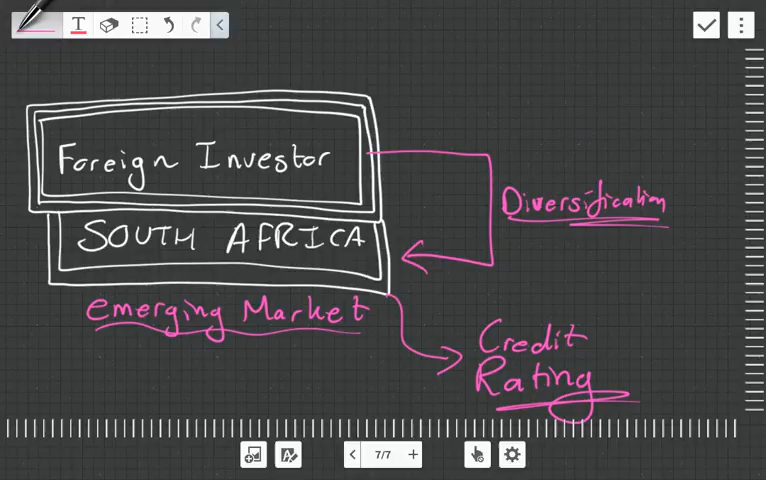 T
Foreign Investor
Diversification
SOUTH AFRICA
emerging Market
Credit
Rating
7/7